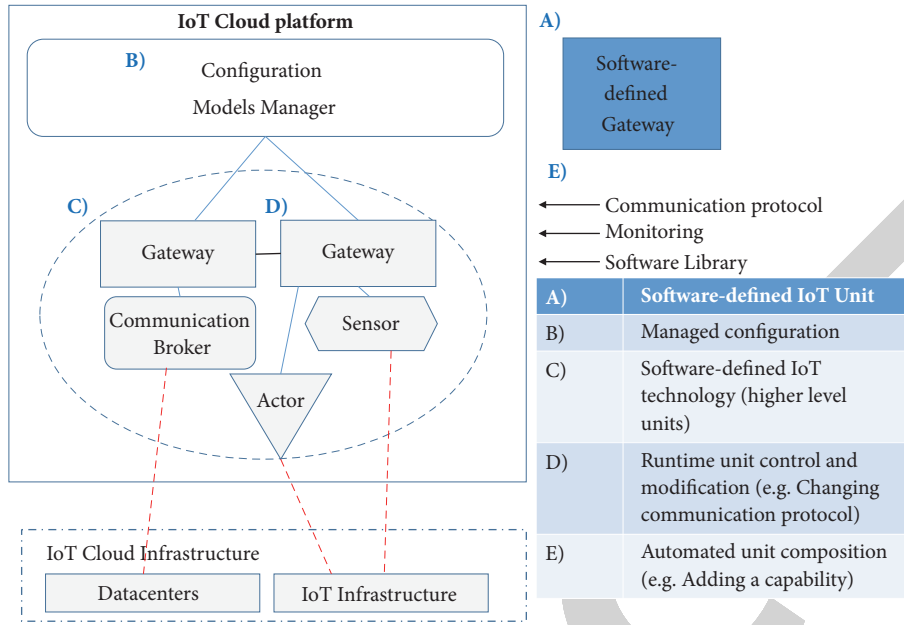 IoT Cloud platform
B)
Configuration
Models Manager
C)
D)
Gateway
Gateway
Communication
Broker
Sensor
Actor
IoT Cloud Infrastructure
Datacenters
IoT Infrastructure
A)
Software-
defined
Gateway
E)
Communication protocol
Monitoring
Software Library
A) Software-defined IoT Unit
B) Managed configuration
C) Software-defined IoT
technology (higher level
units)
D) Runtime unit control and
modification (e.g. Changing
communication protocol)
E) Automated unit composition
(e.g. Adding a capability)